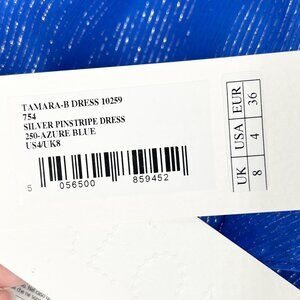 TAMARA-B DRESS 10259
754
SILVER PINSTRIPE DRESS
250-AZURE BLUE
US4/UK8
5 056500 859452
UK USA EUR
8 4 36